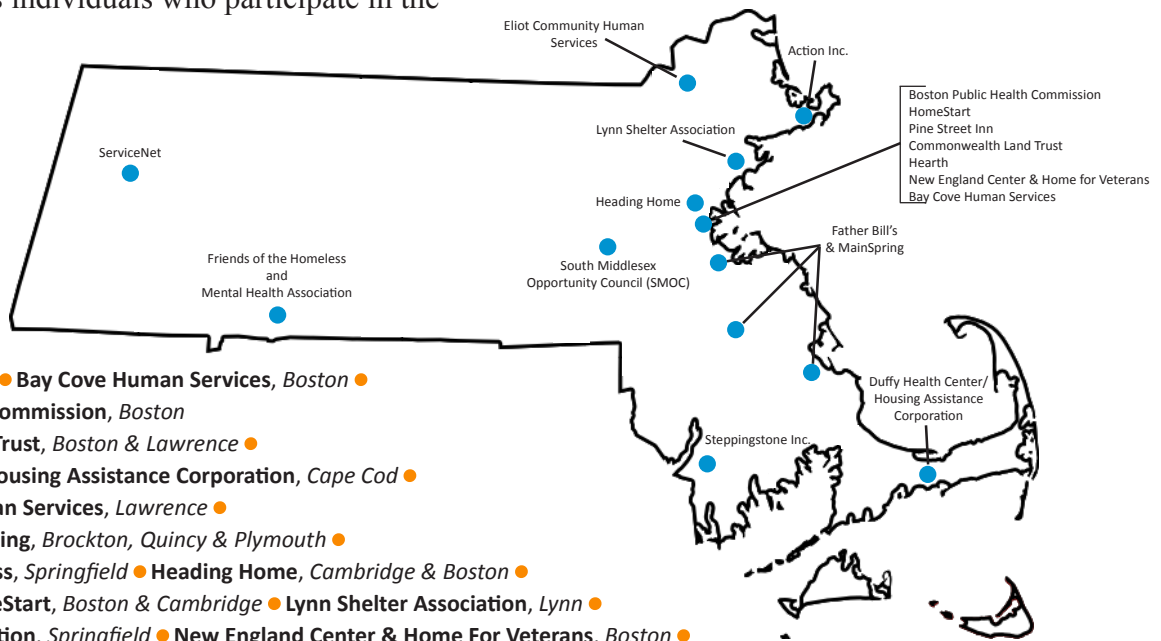 s individuals who participate in the
Eliot Community Human
Services
Action Inc.
Boston Public Health Commission
HomeStart
Pine Street Inn
Commonwealth Land Trust
Hearth
New England Center & Home for Veterans
Bay Cove Human Services
Lynn Shelter Association
ServiceNet
Heading Home
Father Bill's
& MainSpring
South Middlesex
Opportunity Council (SMOC)
Friends of the Homeless
and
Mental Health Association
Duffy Health Center/
Housing Assistance
Corporation
Steppingstone Inc.
● Bay Cove Human Services, Boston ●
ommission, Boston
Trust, Boston & Lawrence ●
ousing Assistance Corporation, Cape Cod ●
an Services, Lawrence ●
ing, Brockton, Quincy & Plymouth ●
ss, Springfield ● Heading Home, Cambridge & Boston ●
eStart, Boston & Cambridge ● Lynn Shelter Association, Lynn ●
tion, Springfield ● New England Center & Home For Veterans, Boston ●